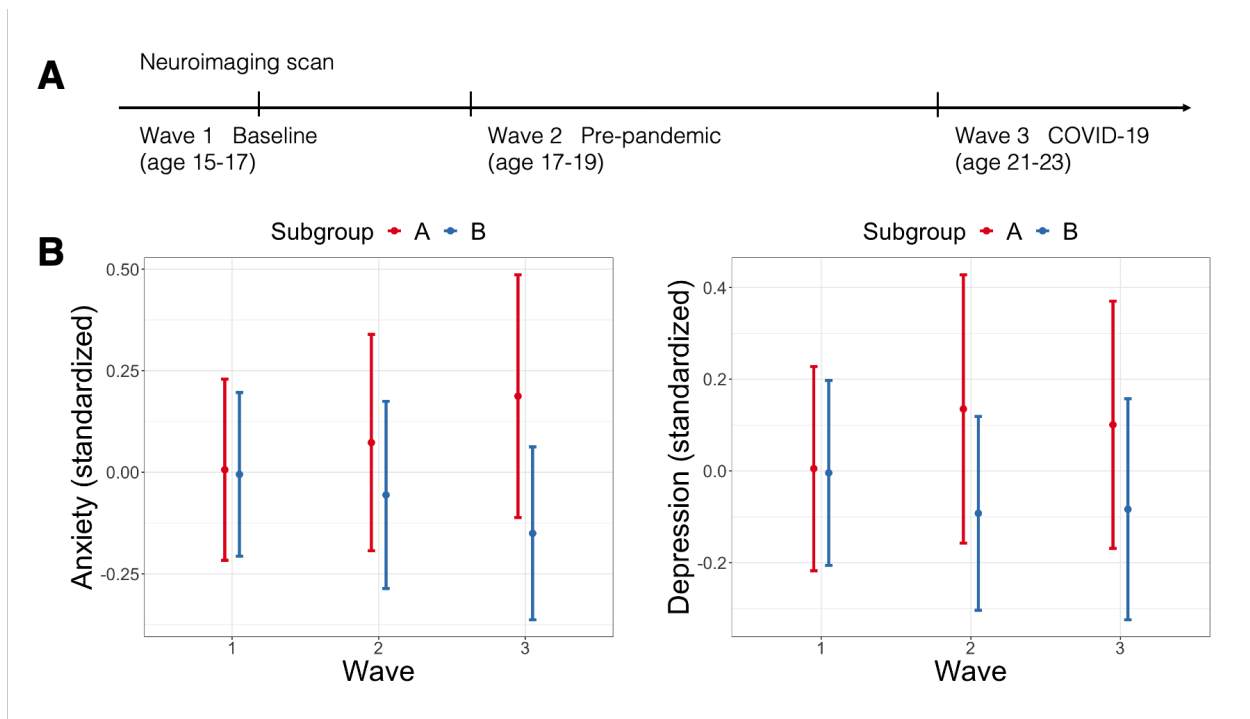 A
Neuroimaging scan
Wave 1 Baseline
(age 15-17)
Wave 2 Pre-pandemic
(age 17-19)
Wave 3 COVID-19
(age 21-23)
B
Subgroup A B
Anxiety (standardized)
0.50
0.25
0.00
-0.25
1 2 3
Wave
Subgroup A B
Depression (standardized)
0.4
0.2
0.0
-0.2
1 2 3
Wave